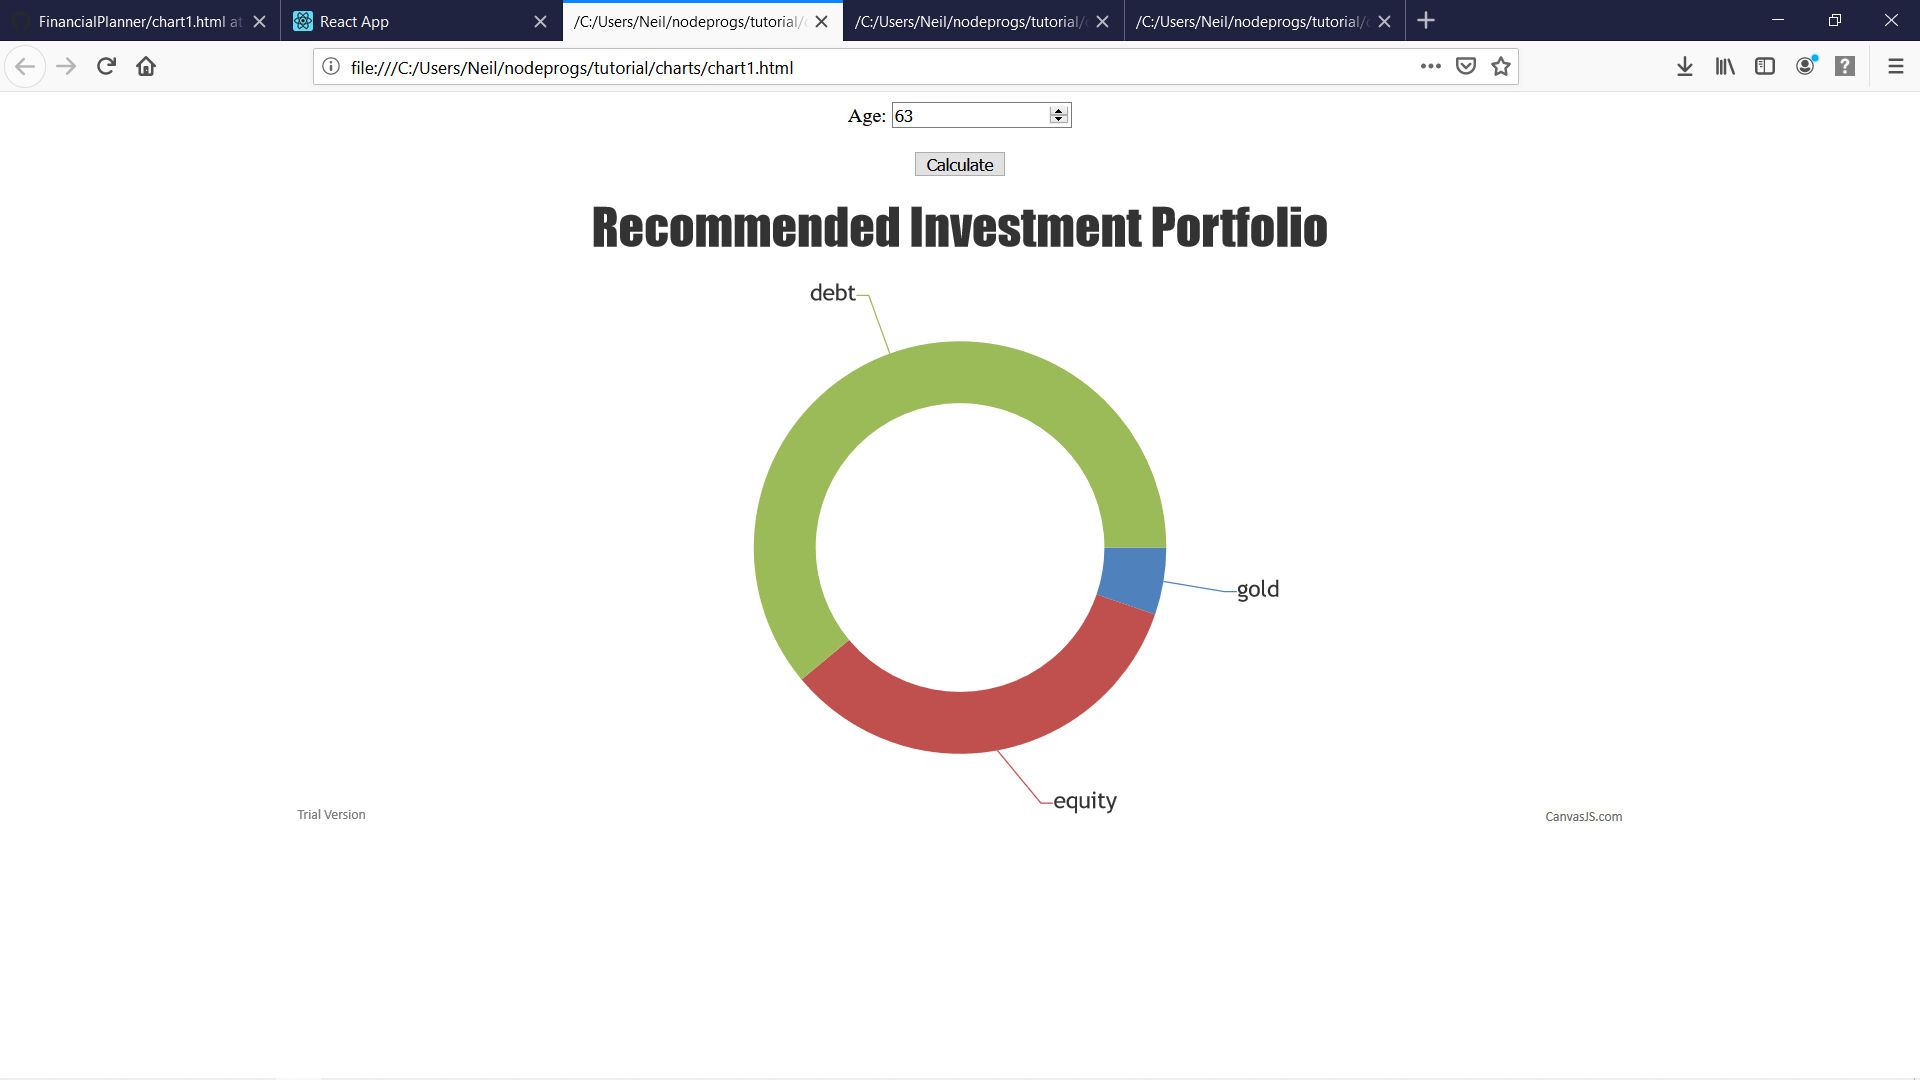 FinancialPlanner/chart1.html at
React App
/C:/Users/Neil/nodeprogs/tutorial/
/C:/Users/Neil/nodeprogs/tutorial/
/C:/Users/Neil/nodeprogs/tutorial/
file:///C:/Users/Neil/nodeprogs/tutorial/charts/chart1.html
Age: 63
Calculate
Recommended Investment Portfolio
debt
gold
equity
Trial Version
CanvasJS.com